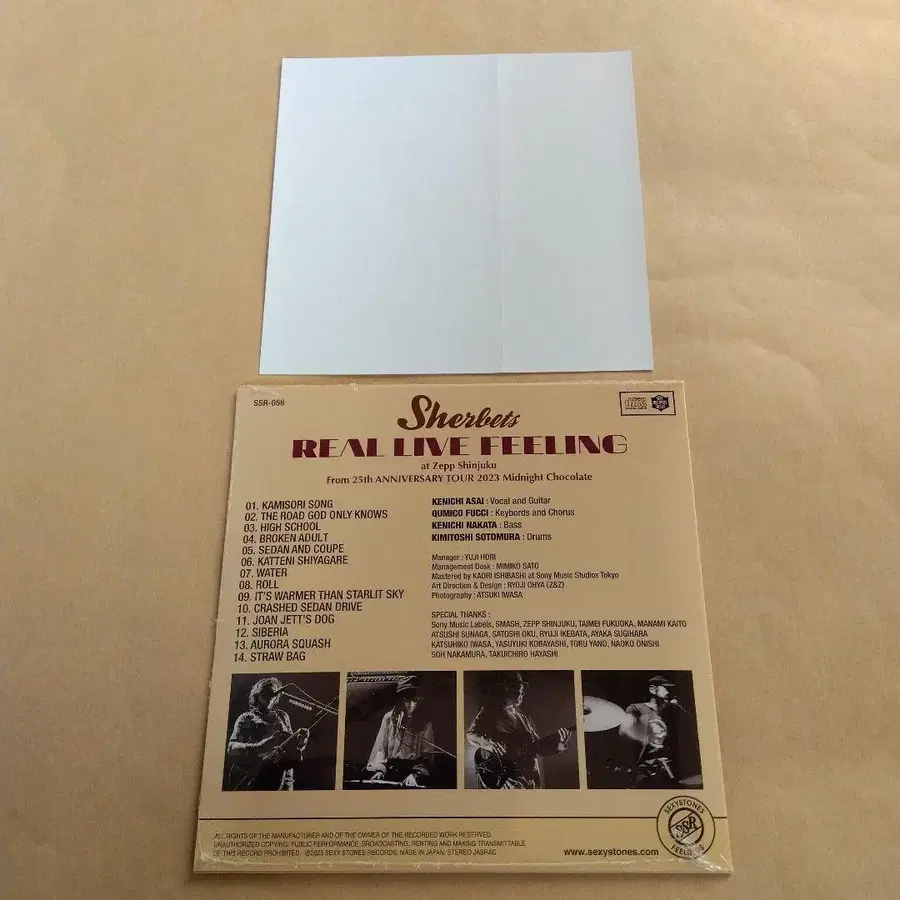 SSR-056
Sherbets
REAL LIVE FEELING
at Zepp Shinjuku
From 25th ANNIVERSARY TOUR 2023 Midnight Chocolate
01. KAMISORI SONG
02. THE ROAD GOD ONLY KNOWS
03. HIGH SCHOOL
04. BROKEN ADULT
05. SEDAN AND COUPE
06. KATTENI SHIYAGARE
07. WATER
08. ROLL
09. IT'S WARMER THAN STARLIT SKY
10. CRASHED SEDAN DRIVE
11. JOAN JETT'S DOG
12. SIBERIA
13. AURORA SQUASH
14. STRAW BAG
KENICHI ASAI : Vocal and Guitar
QUMICO FUCCI : Keybords and Chorus
KENICHI NAKATA : Bass
KIMITOSHI SOTOMURA : Drums
Manager : YUJI HORI
Management Desk : MIMIKO SATO
Mastered by KAORI ISHIBASHI at Sony Music Studios Tokyo
Art Direction & Design : RYOJI OHYA (Z&Z)
Photography : ATSUKI IWASA
SPECIAL THANKS :
Sony Music Labels, SMASH, ZEPP SHINJUKU, TAIMEI FUKUOKA, MANAMI KAITO
ATSUSHI SUNAGA, SATOSHI OKU, RYUJI IKEBATA, AYAKA SUGIHARA
KATSUHIKO IWASA, YASUYUKI KOBAYASHI, TORU YANO, NAOKO ONISHI
SOH NAKAMURA, TAKUICHIRO HAYASHI
ALL RIGHTS OF THE MANUFACTURER AND OF THE OWNER OF THE RECORDED WORK RESERVED.
UNAUTHORIZED COPYING, PUBLIC PERFORMANCE, BROADCASTING, RENTING AND MAKING TRANSMITTABLE
OF THIS RECORD PROHIBITED. ℗2023 SEXY STONES RECORDS. MADE IN JAPAN. STEREO JASRAC
www.sexystones.com
SEXYSTONES
SSR